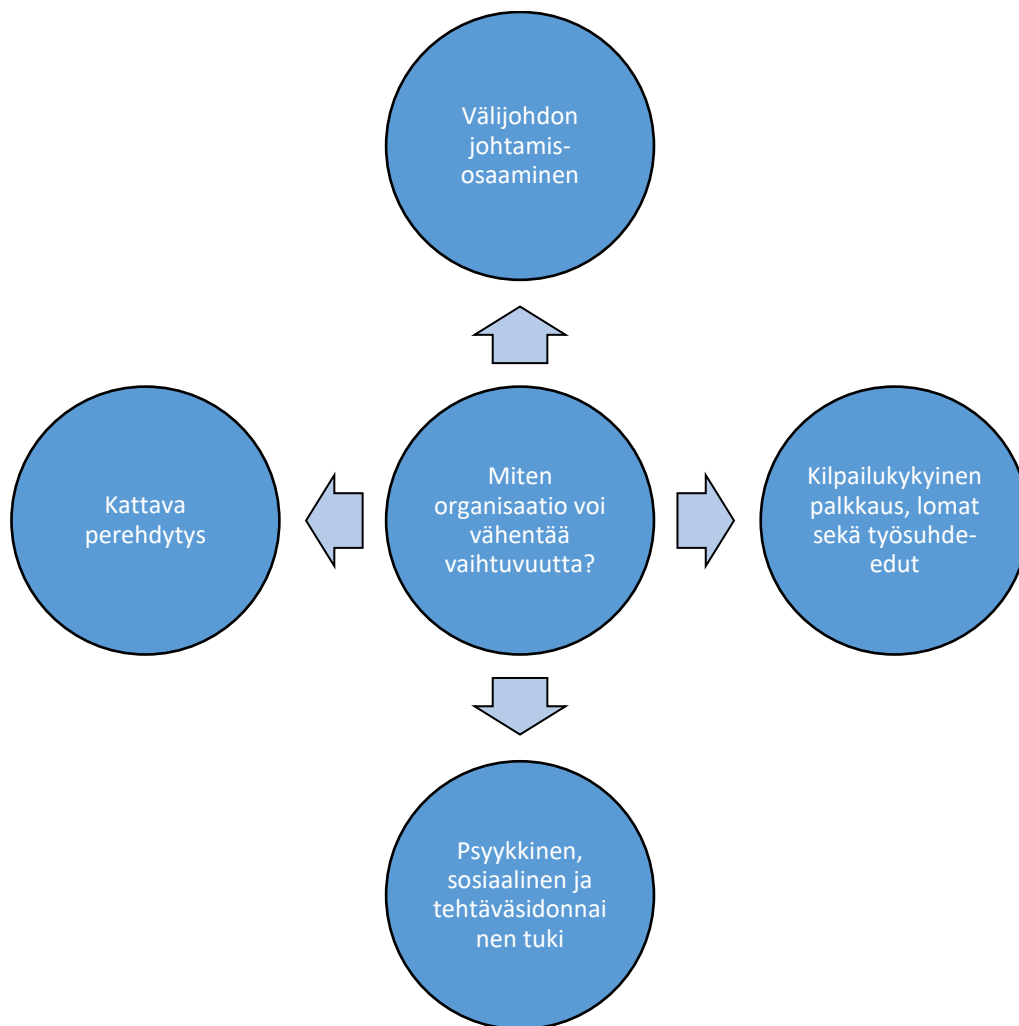 Välijohdon
johtamis-
osaaminen
Kattava
perehdytys
Miten
organisaatio voi
vähentää
vaihtuvuutta?
Kilpailukykyinen
palkkaus, lomat
sekä työsuhde-
edut
Psyykkinen,
sosiaalinen ja
tehtäväsidonnai
nen tuki